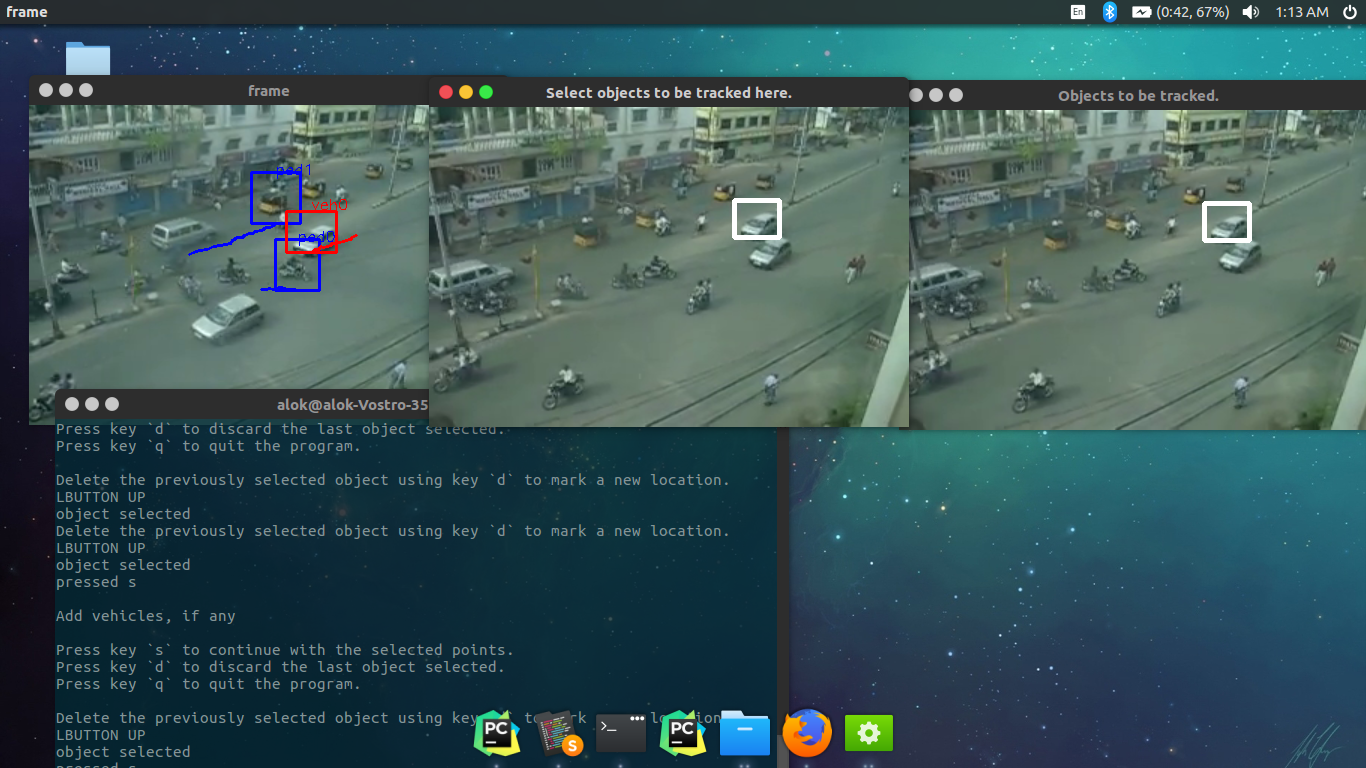 frame
En
(0:42, 67%)
1:13 AM
frame
Select objects to be tracked here.
Objects to be tracked.
ped1
veh0
ped0
alok@alok-Vostro-35
Press key `d` to discard the last object selected.
Press key `q` to quit the program.
Delete the previously selected object using key `d` to mark a new location.
LBUTTON UP
object selected
Delete the previously selected object using key `d` to mark a new location.
LBUTTON UP
object selected
pressed s
Add vehicles, if any
Press key `s` to continue with the selected points.
Press key `d` to discard the last object selected.
Press key `q` to quit the program.
Delete the previously selected object using key
LBUTTON UP
object selected
pressed s
PC
S
PC